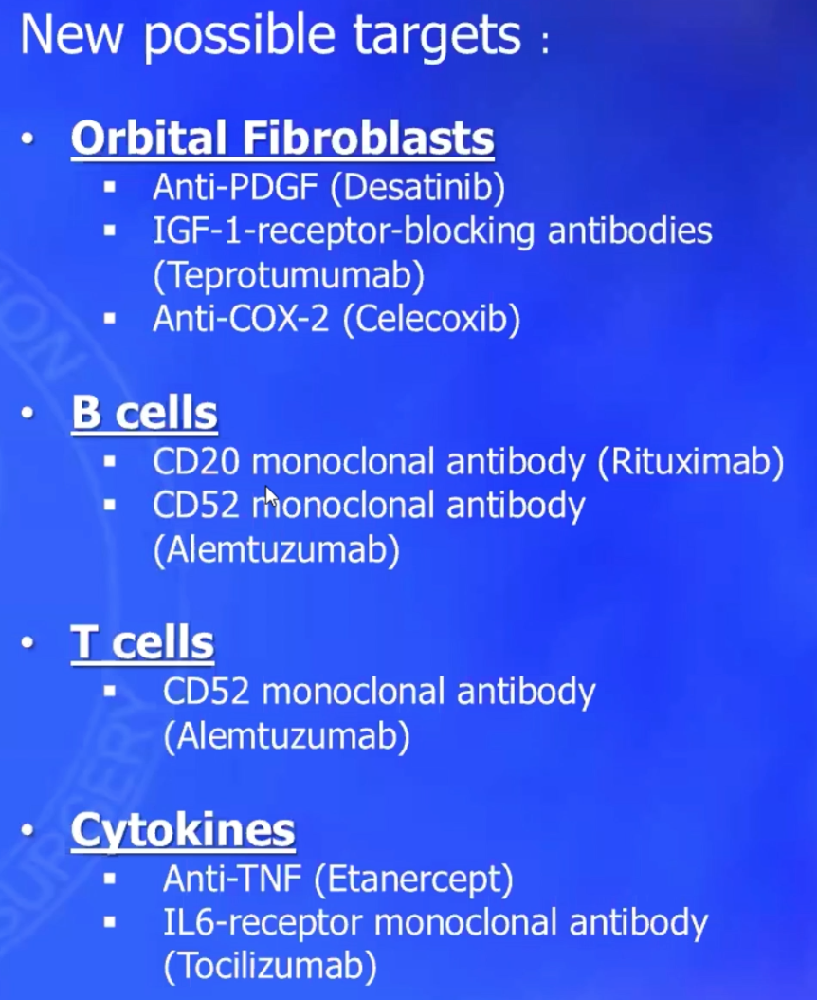 New possible targets :
• Orbital Fibroblasts
▪ Anti-PDGF (Desatinib)
▪ IGF-1-receptor-blocking antibodies
(Teprotumumab)
▪ Anti-COX-2 (Celecoxib)
• B cells
▪ CD20 monoclonal antibody (Rituximab)
▪ CD52 monoclonal antibody
(Alemtuzumab)
• T cells
▪ CD52 monoclonal antibody
(Alemtuzumab)
• Cytokines
▪ Anti-TNF (Etanercept)
▪ IL6-receptor monoclonal antibody
(Tocilizumab)
ION
SURGERY